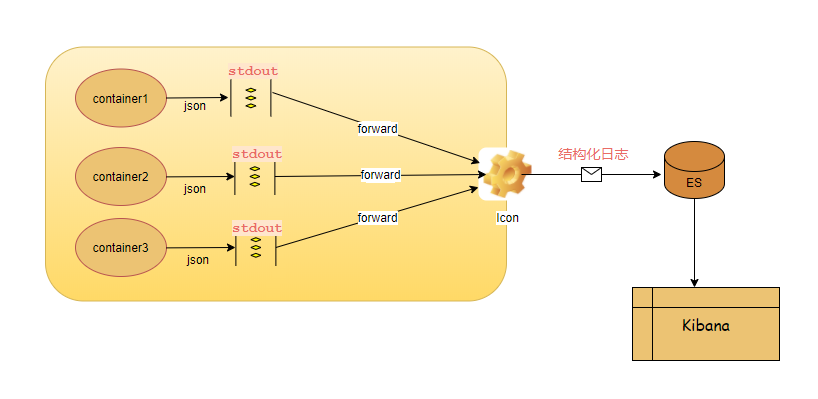 stdout
container1
json
forward
stdout
结构化日志
container2
json
forward
ES
Icon
stdout
forward
container3
json
Kibana